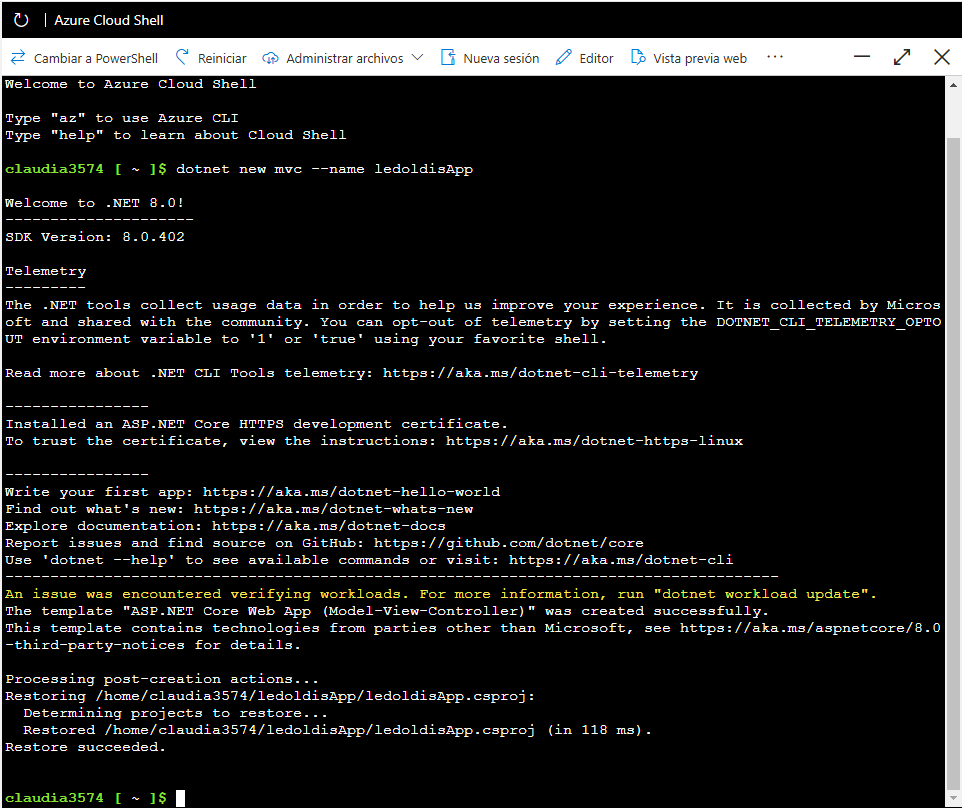 Azure Cloud Shell
Cambiar a PowerShell Reiniciar Administrar archivos Nueva sesión Editor Vista previa web ...
Welcome to Azure Cloud Shell
Type "az" to use Azure CLI
Type "help" to learn about Cloud Shell
claudia3574 [ ~ ]$ dotnet new mvc --name ledoldisApp
Welcome to .NET 8.0!
---------------------
SDK Version: 8.0.402
Telemetry
---------
The .NET tools collect usage data in order to help us improve your experience. It is collected by Micros
oft and shared with the community. You can opt-out of telemetry by setting the DOTNET_CLI_TELEMETRY_OPTO
UT environment variable to '1' or 'true' using your favorite shell.
Read more about .NET CLI Tools telemetry: https://aka.ms/dotnet-cli-telemetry
----------------
Installed an ASP.NET Core HTTPS development certificate.
To trust the certificate, view the instructions: https://aka.ms/dotnet-https-linux
----------------
Write your first app: https://aka.ms/dotnet-hello-world
Find out what's new: https://aka.ms/dotnet-whats-new
Explore documentation: https://aka.ms/dotnet-docs
Report issues and find source on GitHub: https://github.com/dotnet/core
Use 'dotnet --help' to see available commands or visit: https://aka.ms/dotnet-cli
--------------------------------------------------------------------------------------
An issue was encountered verifying workloads. For more information, run "dotnet workload update".
The template "ASP.NET Core Web App (Model-View-Controller)" was created successfully.
This template contains technologies from parties other than Microsoft, see https://aka.ms/aspnetcore/8.0
-third-party-notices for details.
Processing post-creation actions...
Restoring /home/claudia3574/ledoldisApp/ledoldisApp.csproj:
  Determining projects to restore...
  Restored /home/claudia3574/ledoldisApp/ledoldisApp.csproj (in 118 ms).
Restore succeeded.
claudia3574 [ ~ ]$